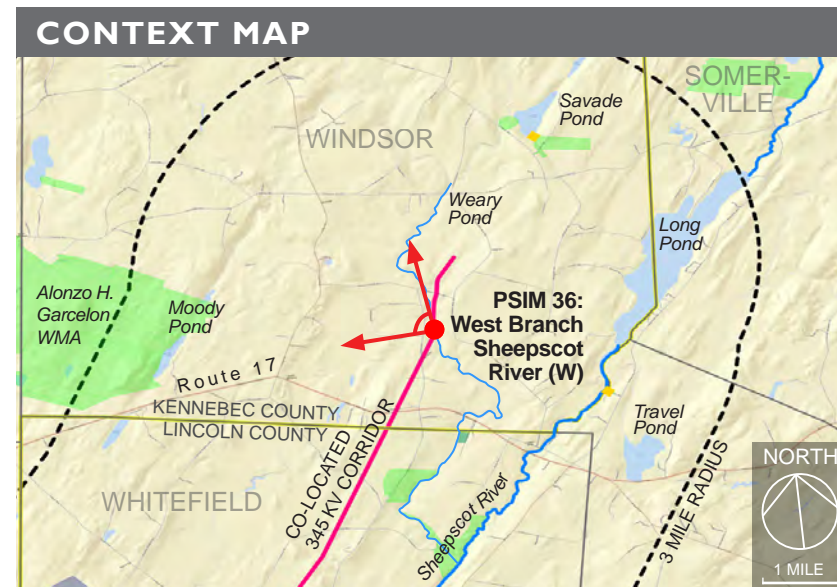 CONTEXT MAP
SOMER-
VILLE
Savade
Pond
WINDSOR
Weary
Pond
Long
Pond
Alonzo H.
Garcelon
WMA
Moody
Pond
PSIM 36:
West Branch
Sheepscot
River (W)
Route 17
KENNEBEC COUNTY
LINCOLN COUNTY
Travel
Pond
CO-LOCATED
345 KV CORRIDOR
WHITEFIELD
Sheepscot River
3 MILE RADIUS
NORTH
1 MILE